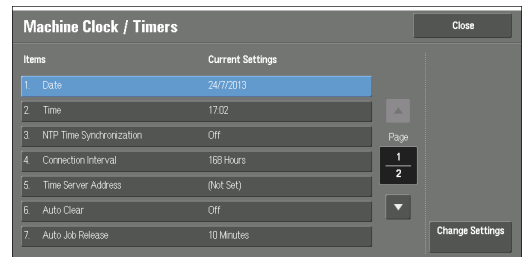 Machine Clock / Timers
Close
Items Current Settings
1. Date 24/7/2013
2. Time 17:02
3. NTP Time Synchronization Off
4. Connection Interval 168 Hours
5. Time Server Address (Not Set)
6. Auto Clear Off
7. Auto Job Release 10 Minutes
Page
1
2
Change Settings